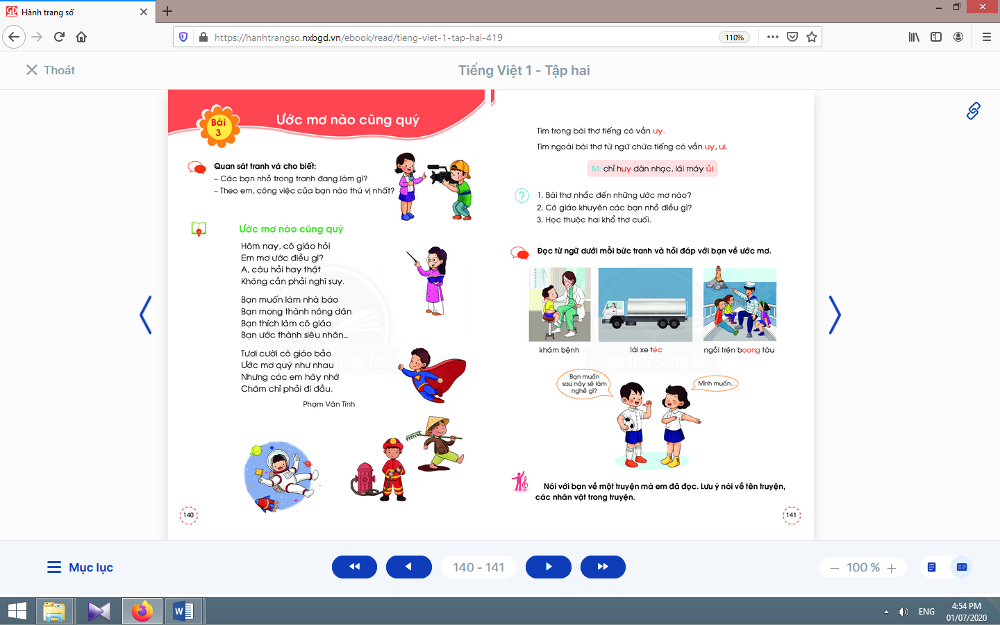 Hành trang số
https://hanhtrangso.nxbgd.vn/ebook/read/tieng-viet-1-tap-hai-419
110%
Thoát
Tiếng Việt 1 - Tập hai
Bài
3
Ước mơ nào cũng quý
Quan sát tranh và cho biết:
– Các bạn nhỏ trong tranh đang làm gì?
– Theo em, công việc của bạn nào thú vị nhất?
Ước mơ nào cũng quý
Hôm nay, cô giáo hỏi
Em mơ ước điều gì?
A, câu hỏi hay thật
Không cần phải nghĩ suy.
Bạn muốn làm nhà báo
Bạn mong thành nông dân
Bạn thích làm cô giáo
Bạn ước thành siêu nhân...
Tươi cười cô giáo bảo
Ước mơ quý như nhau
Nhưng các em hãy nhớ
Chăm chỉ phải đi đầu.
Phạm Văn Tình
140
Tìm trong bài thơ tiếng có vần uy.
Tìm ngoài bài thơ từ ngữ chứa tiếng có vần uy, ui.
M: chỉ huy dàn nhạc, lái máy ủi
? 1. Bài thơ nhắc đến những ước mơ nào?
2. Cô giáo khuyên các bạn nhỏ điều gì?
3. Học thuộc hai khổ thơ cuối.
Đọc từ ngữ dưới mỗi bức tranh và hỏi đáp với bạn về ước mơ.
khám bệnh
lái xe téc
ngồi trên boong tàu
Chân trời sáng tạo
Bạn muốn
sau này sẽ làm
nghề gì?
Mình muốn...
Nói với bạn về một truyện mà em đã đọc. Lưu ý nói về tên truyện,
các nhân vật trong truyện.
141
Mục lục
140 - 141
100 %
ENG
4:54 PM
01/07/2020